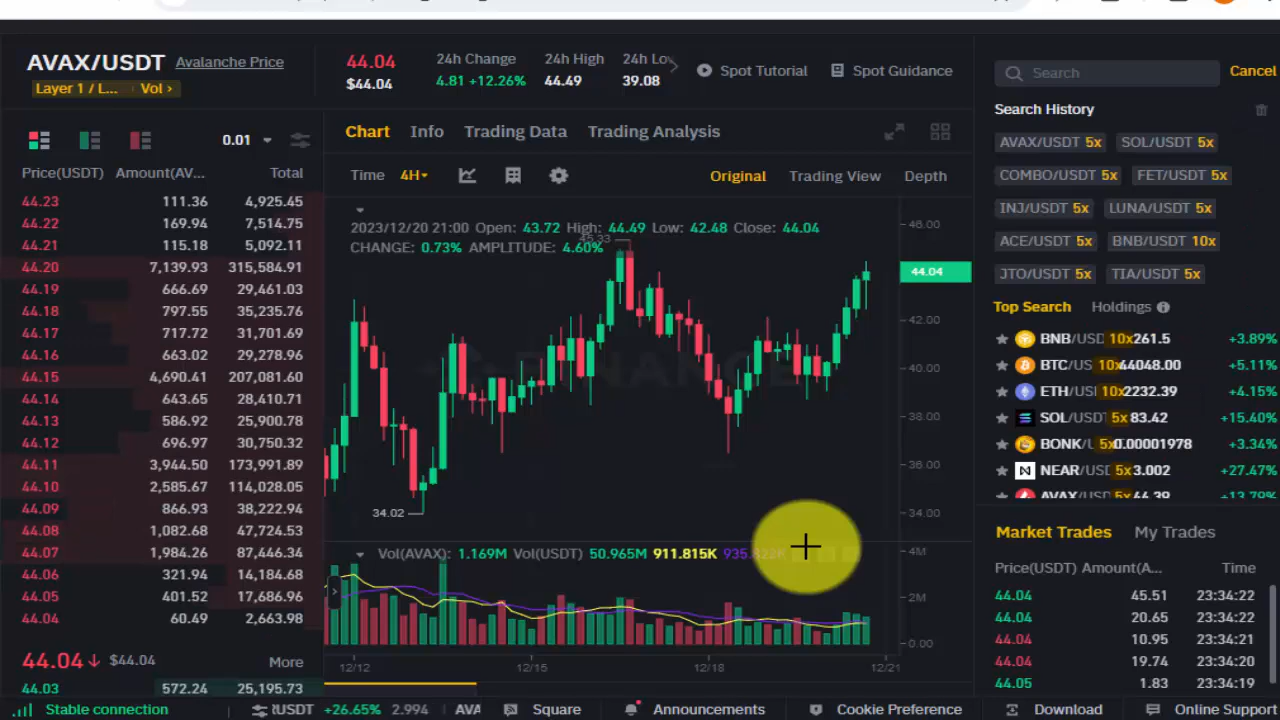 AVAX/USDT Avalanche Price
Layer 1 / L... Vol ›
44.04
$44.04
24h Change
4.81 +12.26%
24h High
44.49
24h Lo
39.08
Spot Tutorial
Spot Guidance
0.01
Price(USDT) Amount(AV... Total
44.23 111.36 4,925.45
44.22 169.94 7,514.75
44.21 115.18 5,092.11
44.20 7,139.93 315,584.91
44.19 666.69 29,461.03
44.18 797.55 35,235.76
44.17 717.72 31,701.69
44.16 663.02 29,278.96
44.15 4,690.41 207,081.60
44.14 643.65 28,410.71
44.13 586.92 25,900.78
44.12 696.97 30,750.32
44.11 3,944.50 173,991.89
44.10 2,585.67 114,028.05
44.09 866.93 38,222.94
44.08 1,082.68 47,724.53
44.07 1,984.26 87,446.34
44.06 321.94 14,184.68
44.05 401.52 17,686.96
44.04 60.49 2,663.98
44.04↓ $44.04 More
44.03 572.24 25,195.73
Chart Info Trading Data Trading Analysis
Time 4H Original Trading View Depth
2023/12/20 21:00 Open: 43.72 High: 44.49 Low: 42.48 Close: 44.04
CHANGE: 0.73% AMPLITUDE: 4.60%
45.33
46.00
44.04
42.00
40.00
38.00
36.00
34.00
34.02
BINANCE
Vol(AVAX): 1.169M Vol(USDT) 50.965M 911.815K
4M
2M
0.00
12/12 12/15 12/18 12/21
Search Cancel
Search History
AVAX/USDT 5x SOL/USDT 5x
COMBO/USDT 5x FET/USDT 5x
INJ/USDT 5x LUNA/USDT 5x
ACE/USDT 5x BNB/USDT 10x
JTO/USDT 5x TIA/USDT 5x
Top Search Holdings
BNB/USD 10x 261.5 +3.89%
BTC/US 10x 44048.00 +5.11%
ETH/USD 10x 2232.39 +4.15%
SOL/USDT 5x 83.42 +15.40%
BONK/ 5x 0.00001978 +3.34%
NEAR/USD 5x 3.002 +27.47%
AVAX/USD 5x 44.39 +13.79%
Market Trades My Trades
Price(USDT) Amount(A... Time
44.04 45.51 23:34:22
44.04 20.65 23:34:22
44.04 10.95 23:34:21
44.04 19.74 23:34:20
44.05 1.83 23:34:19
Stable connection USDT +26.65% 2.994 AVA Square Announcements Cookie Preference Download Online Support